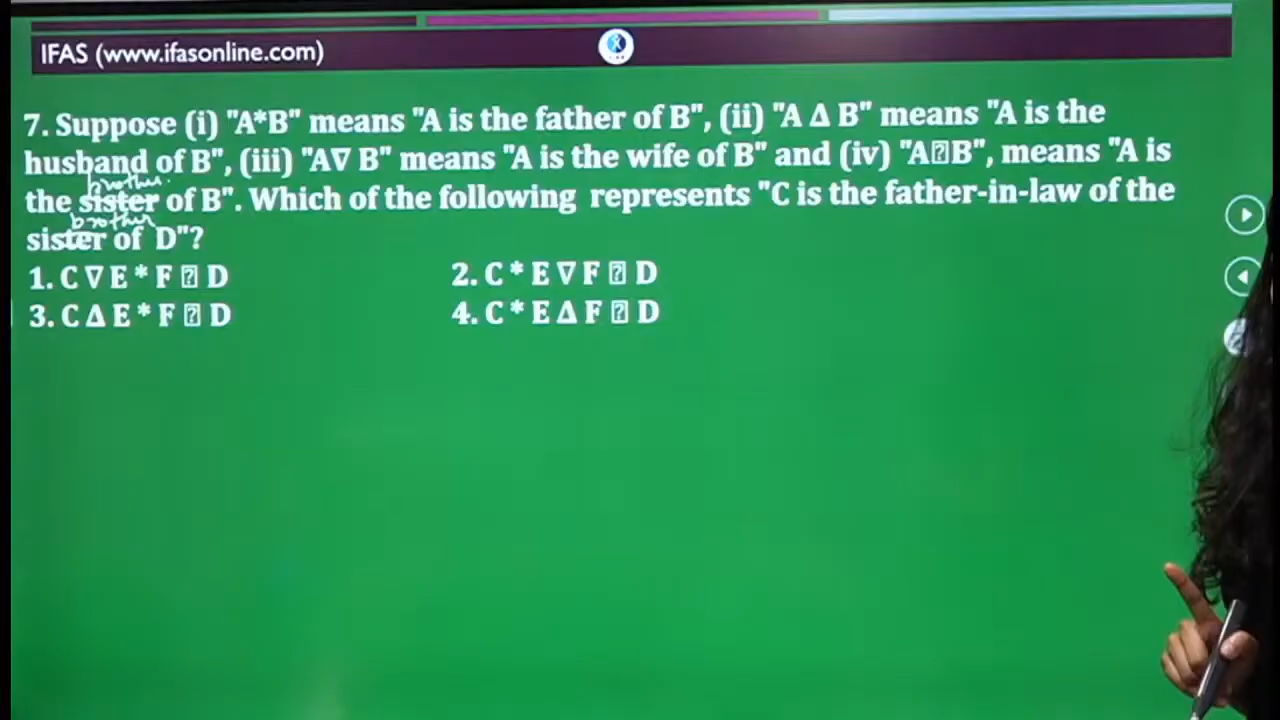 IFAS (www.ifasonline.com)
7. Suppose (i) "A*B" means "A is the father of B", (ii) "A Δ B" means "A is the
husband of B", (iii) "A∇ B" means "A is the wife of B" and (iv) "A⍰B", means "A is
brother.
the sister of B". Which of the following represents "C is the father-in-law of the
brother
sister of D"?
1. C ∇ E * F ⍰ D
2. C * E ∇ F ⍰ D
3. C Δ E * F ⍰ D
4. C * E Δ F ⍰ D